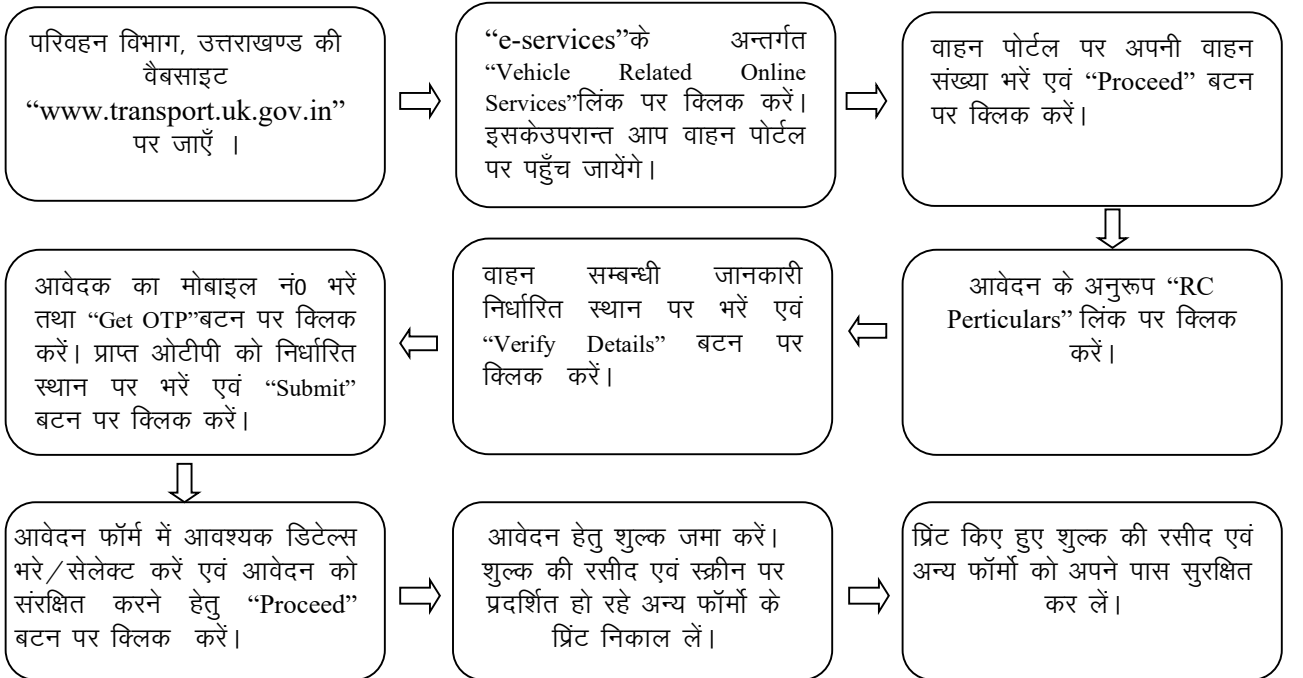 परिवहन विभाग, उत्तराखण्ड की
वैबसाइट
“www.transport.uk.gov.in”
पर जाएँ ।
“e-services”के अन्तर्गत
“Vehicle Related Online
Services”लिंक पर क्लिक करें।
इसकेउपरान्त आप वाहन पोर्टल
पर पहुँच जायेंगे।
वाहन पोर्टल पर अपनी वाहन
संख्या भरें एवं “Proceed” बटन
पर क्लिक करें।
आवेदन के अनुरूप “RC
Perticulars” लिंक पर क्लिक
करें।
वाहन सम्बन्धी जानकारी
निर्धारित स्थान पर भरें एवं
“Verify Details” बटन पर
क्लिक करें।
आवेदक का मोबाइल नं0 भरें
तथा “Get OTP”बटन पर क्लिक
करें। प्राप्त ओटीपी को निर्धारित
स्थान पर भरें एवं “Submit”
बटन पर क्लिक करें।
आवेदन फॉर्म में आवश्यक डिटेल्स
भरे/सेलेक्ट करें एवं आवेदन को
संरक्षित करने हेतु “Proceed”
बटन पर क्लिक करें।
आवेदन हेतु शुल्क जमा करें।
शुल्क की रसीद एवं स्क्रीन पर
प्रदर्शित हो रहे अन्य फॉर्मो के
प्रिंट निकाल लें।
प्रिंट किए हुए शुल्क की रसीद एवं
अन्य फॉर्मो को अपने पास सुरक्षित
कर लें।